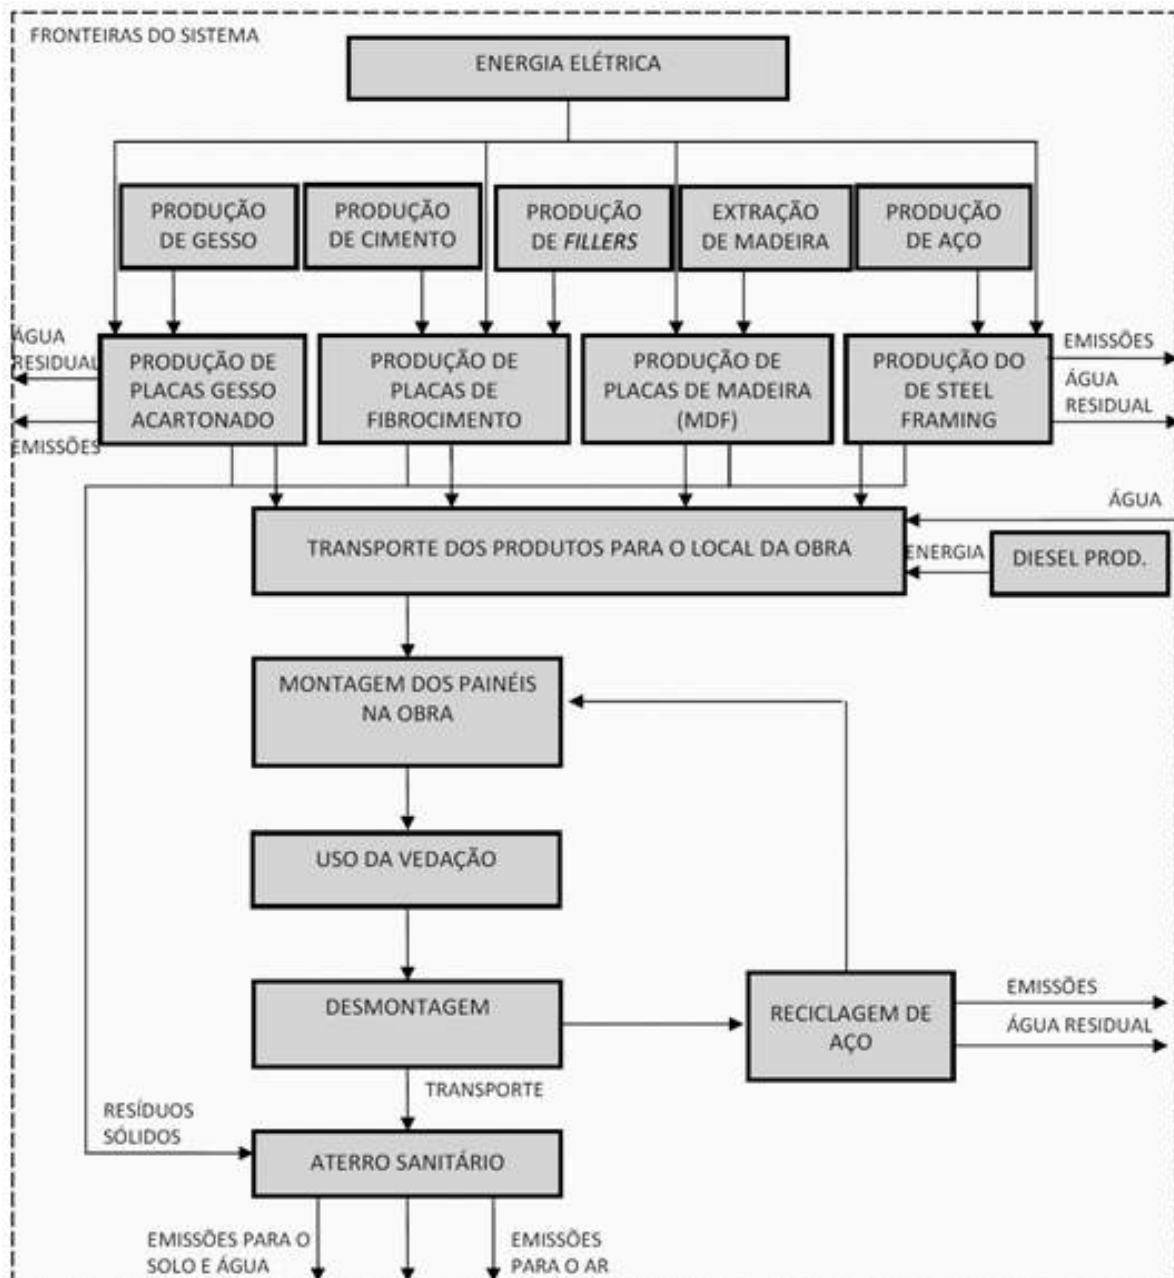 FRONTEIRAS DO SISTEMA
ENERGIA ELÉTRICA
PRODUÇÃO
DE GESSO
PRODUÇÃO
DE CIMENTO
PRODUÇÃO
DE FILLERS
EXTRAÇÃO
DE MADEIRA
PRODUÇÃO
DE AÇO
ÁGUA
RESIDUAL
EMISSÕES
PRODUÇÃO DE
PLACAS GESSO
ACARTONADO
PRODUÇÃO DE
PLACAS DE
FIBROCIMENTO
PRODUÇÃO DE
PLACAS DE MADEIRA
(MDF)
PRODUÇÃO DO
DE STEEL
FRAMING
EMISSÕES
ÁGUA
RESIDUAL
TRANSPORTE DOS PRODUTOS PARA O LOCAL DA OBRA
ÁGUA
ENERGIA
DIESEL PROD.
MONTAGEM DOS PAINÉIS
NA OBRA
USO DA VEDAÇÃO
DESMONTAGEM
RECICLAGEM DE
AÇO
EMISSÕES
ÁGUA RESIDUAL
TRANSPORTE
RESÍDUOS
SÓLIDOS
ATERRO SANITÁRIO
EMISSÕES PARA O
SOLO E ÁGUA
EMISSÕES
PARA O AR